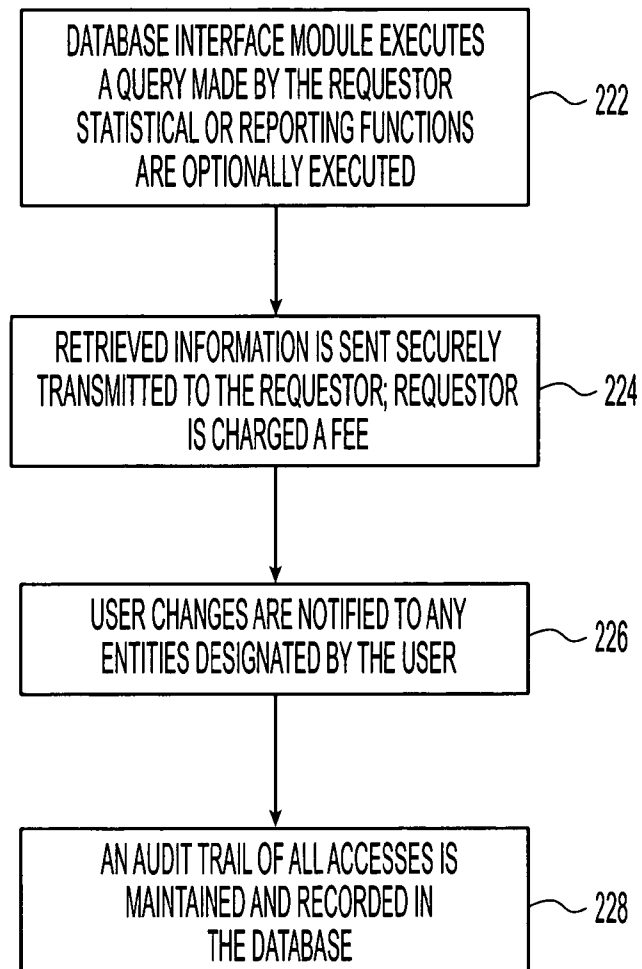 DATABASE INTERFACE MODULE EXECUTES
A QUERY MADE BY THE REQUESTOR
STATISTICAL OR REPORTING FUNCTIONS
ARE OPTIONALLY EXECUTED
222
RETRIEVED INFORMATION IS SENT SECURELY
TRANSMITTED TO THE REQUESTOR; REQUESTOR
IS CHARGED A FEE
224
USER CHANGES ARE NOTIFIED TO ANY
ENTITIES DESIGNATED BY THE USER
226
AN AUDIT TRAIL OF ALL ACCESSES IS
MAINTAINED AND RECORDED IN
THE DATABASE
228